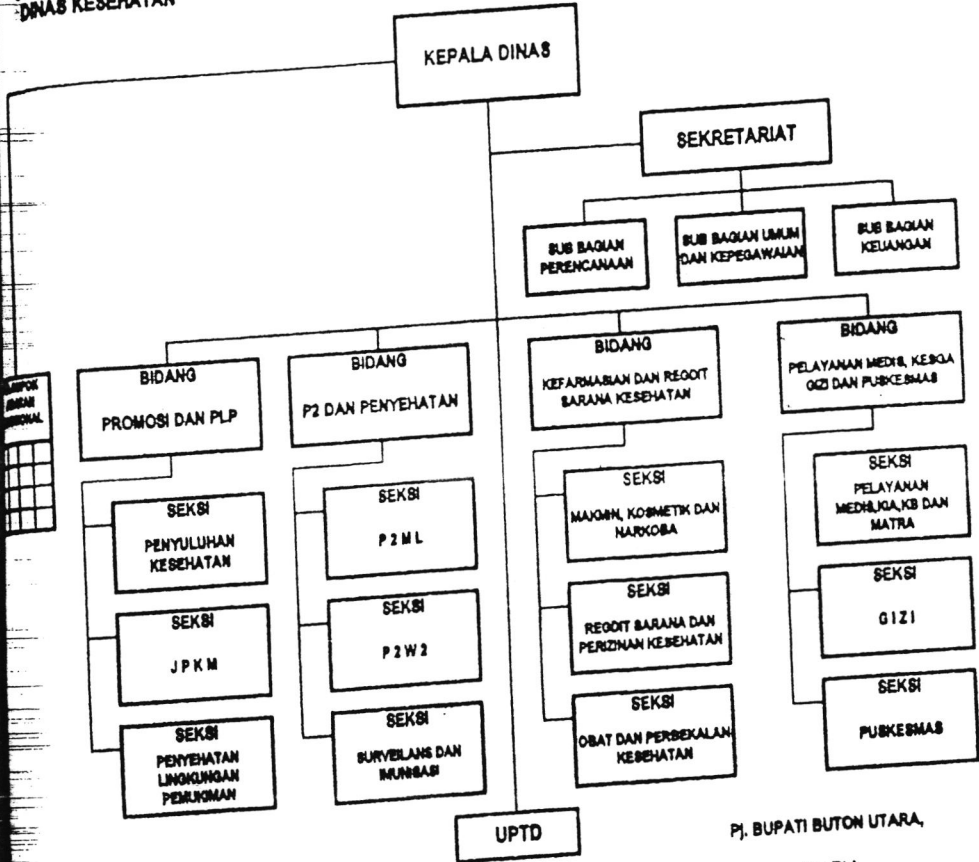 DINAS KESEHATAN
KEPALA DINAS
SEKRETARIAT
SUB BAGIAN
PERENCANAAN
SUB BAGIAN UMUM
DAN KEPEGAWAIAN
SUB BAGIAN
KEUANGAN
BIDANG
PROMOSI DAN PLP
BIDANG
P2 DAN PENYEHATAN
BIDANG
KEFARMASIAN DAN REGDIT
SARANA KESEHATAN
BIDANG
PELAYANAN MEDIS, KESGA
GIZI DAN PUSKESMAS
SEKSI
PENYULUHAN
KESEHATAN
SEKSI
JPKM
SEKSI
PENYEHATAN
LINGKUNGAN
PEMUKIMAN
SEKSI
P2ML
SEKSI
P2W2
SEKSI
SURVEILANS DAN
IMUNISASI
SEKSI
MAKMIN, KOSMETIK DAN
NARKOBA
SEKSI
REGDIT SARANA DAN
PERIZINAN KESEHATAN
SEKSI
OBAT DAN PERBEKALAN
KESEHATAN
SEKSI
PELAYANAN
MEDIS,KIA,KB DAN
MATRA
SEKSI
GIZI
SEKSI
PUSKESMAS
UPTD
Pj. BUPATI BUTON UTARA,